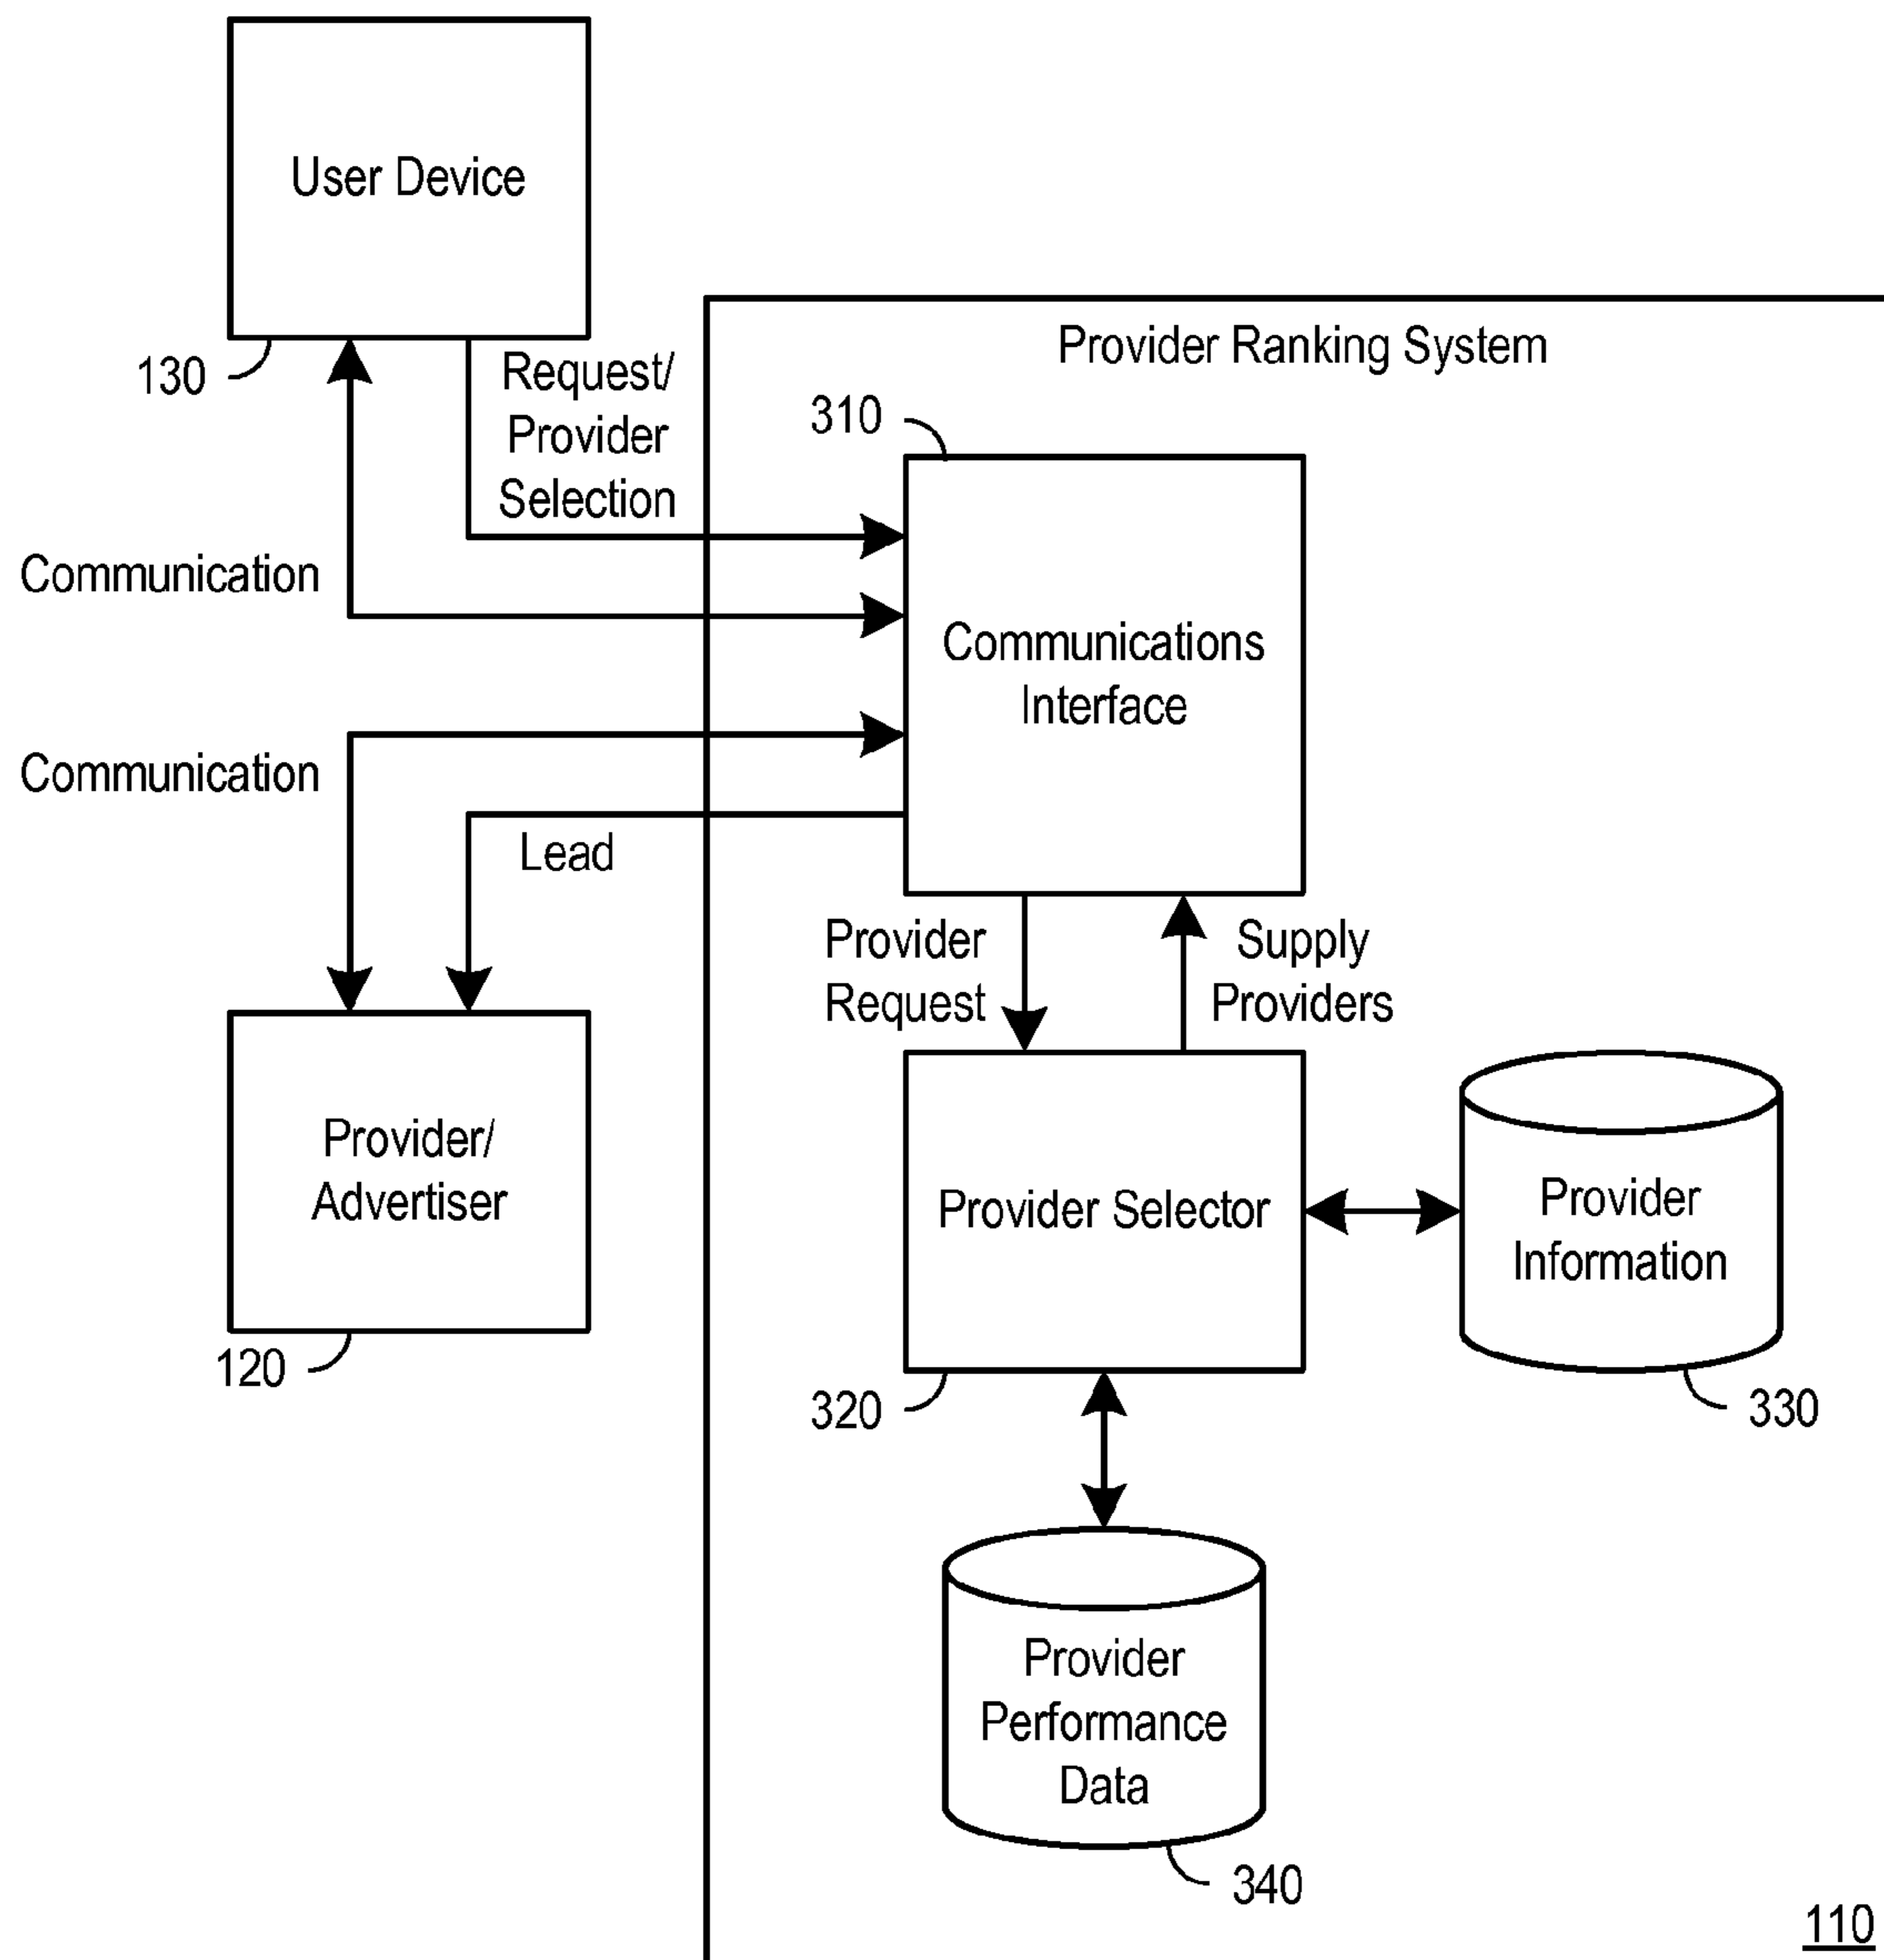 User Device
130
Request/
Provider
Selection
Provider Ranking System
310
Communication
Communications
Interface
Communication
Lead
Provider
Request
Supply
Providers
Provider/
Advertiser
120
Provider Selector
320
Provider
Information
330
Provider
Performance
Data
340
110